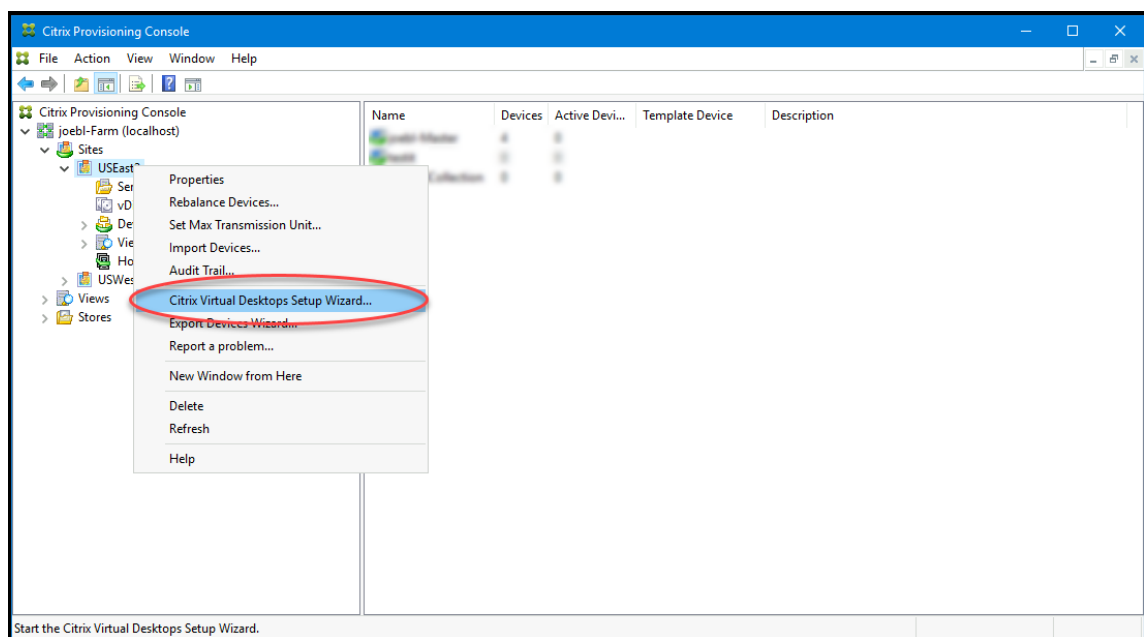 Citrix Provisioning Console
File Action View Window Help
Citrix Provisioning Console
joebl-Farm (localhost)
Sites
USEast
Ser
vD
De
Vie
Ho
USWes
Views
Stores
Name Devices Active Devi... Template Device Description
Properties
Rebalance Devices...
Set Max Transmission Unit...
Import Devices...
Audit Trail...
Citrix Virtual Desktops Setup Wizard...
Export Devices Wizard...
Report a problem...
New Window from Here
Delete
Refresh
Help
Start the Citrix Virtual Desktops Setup Wizard.